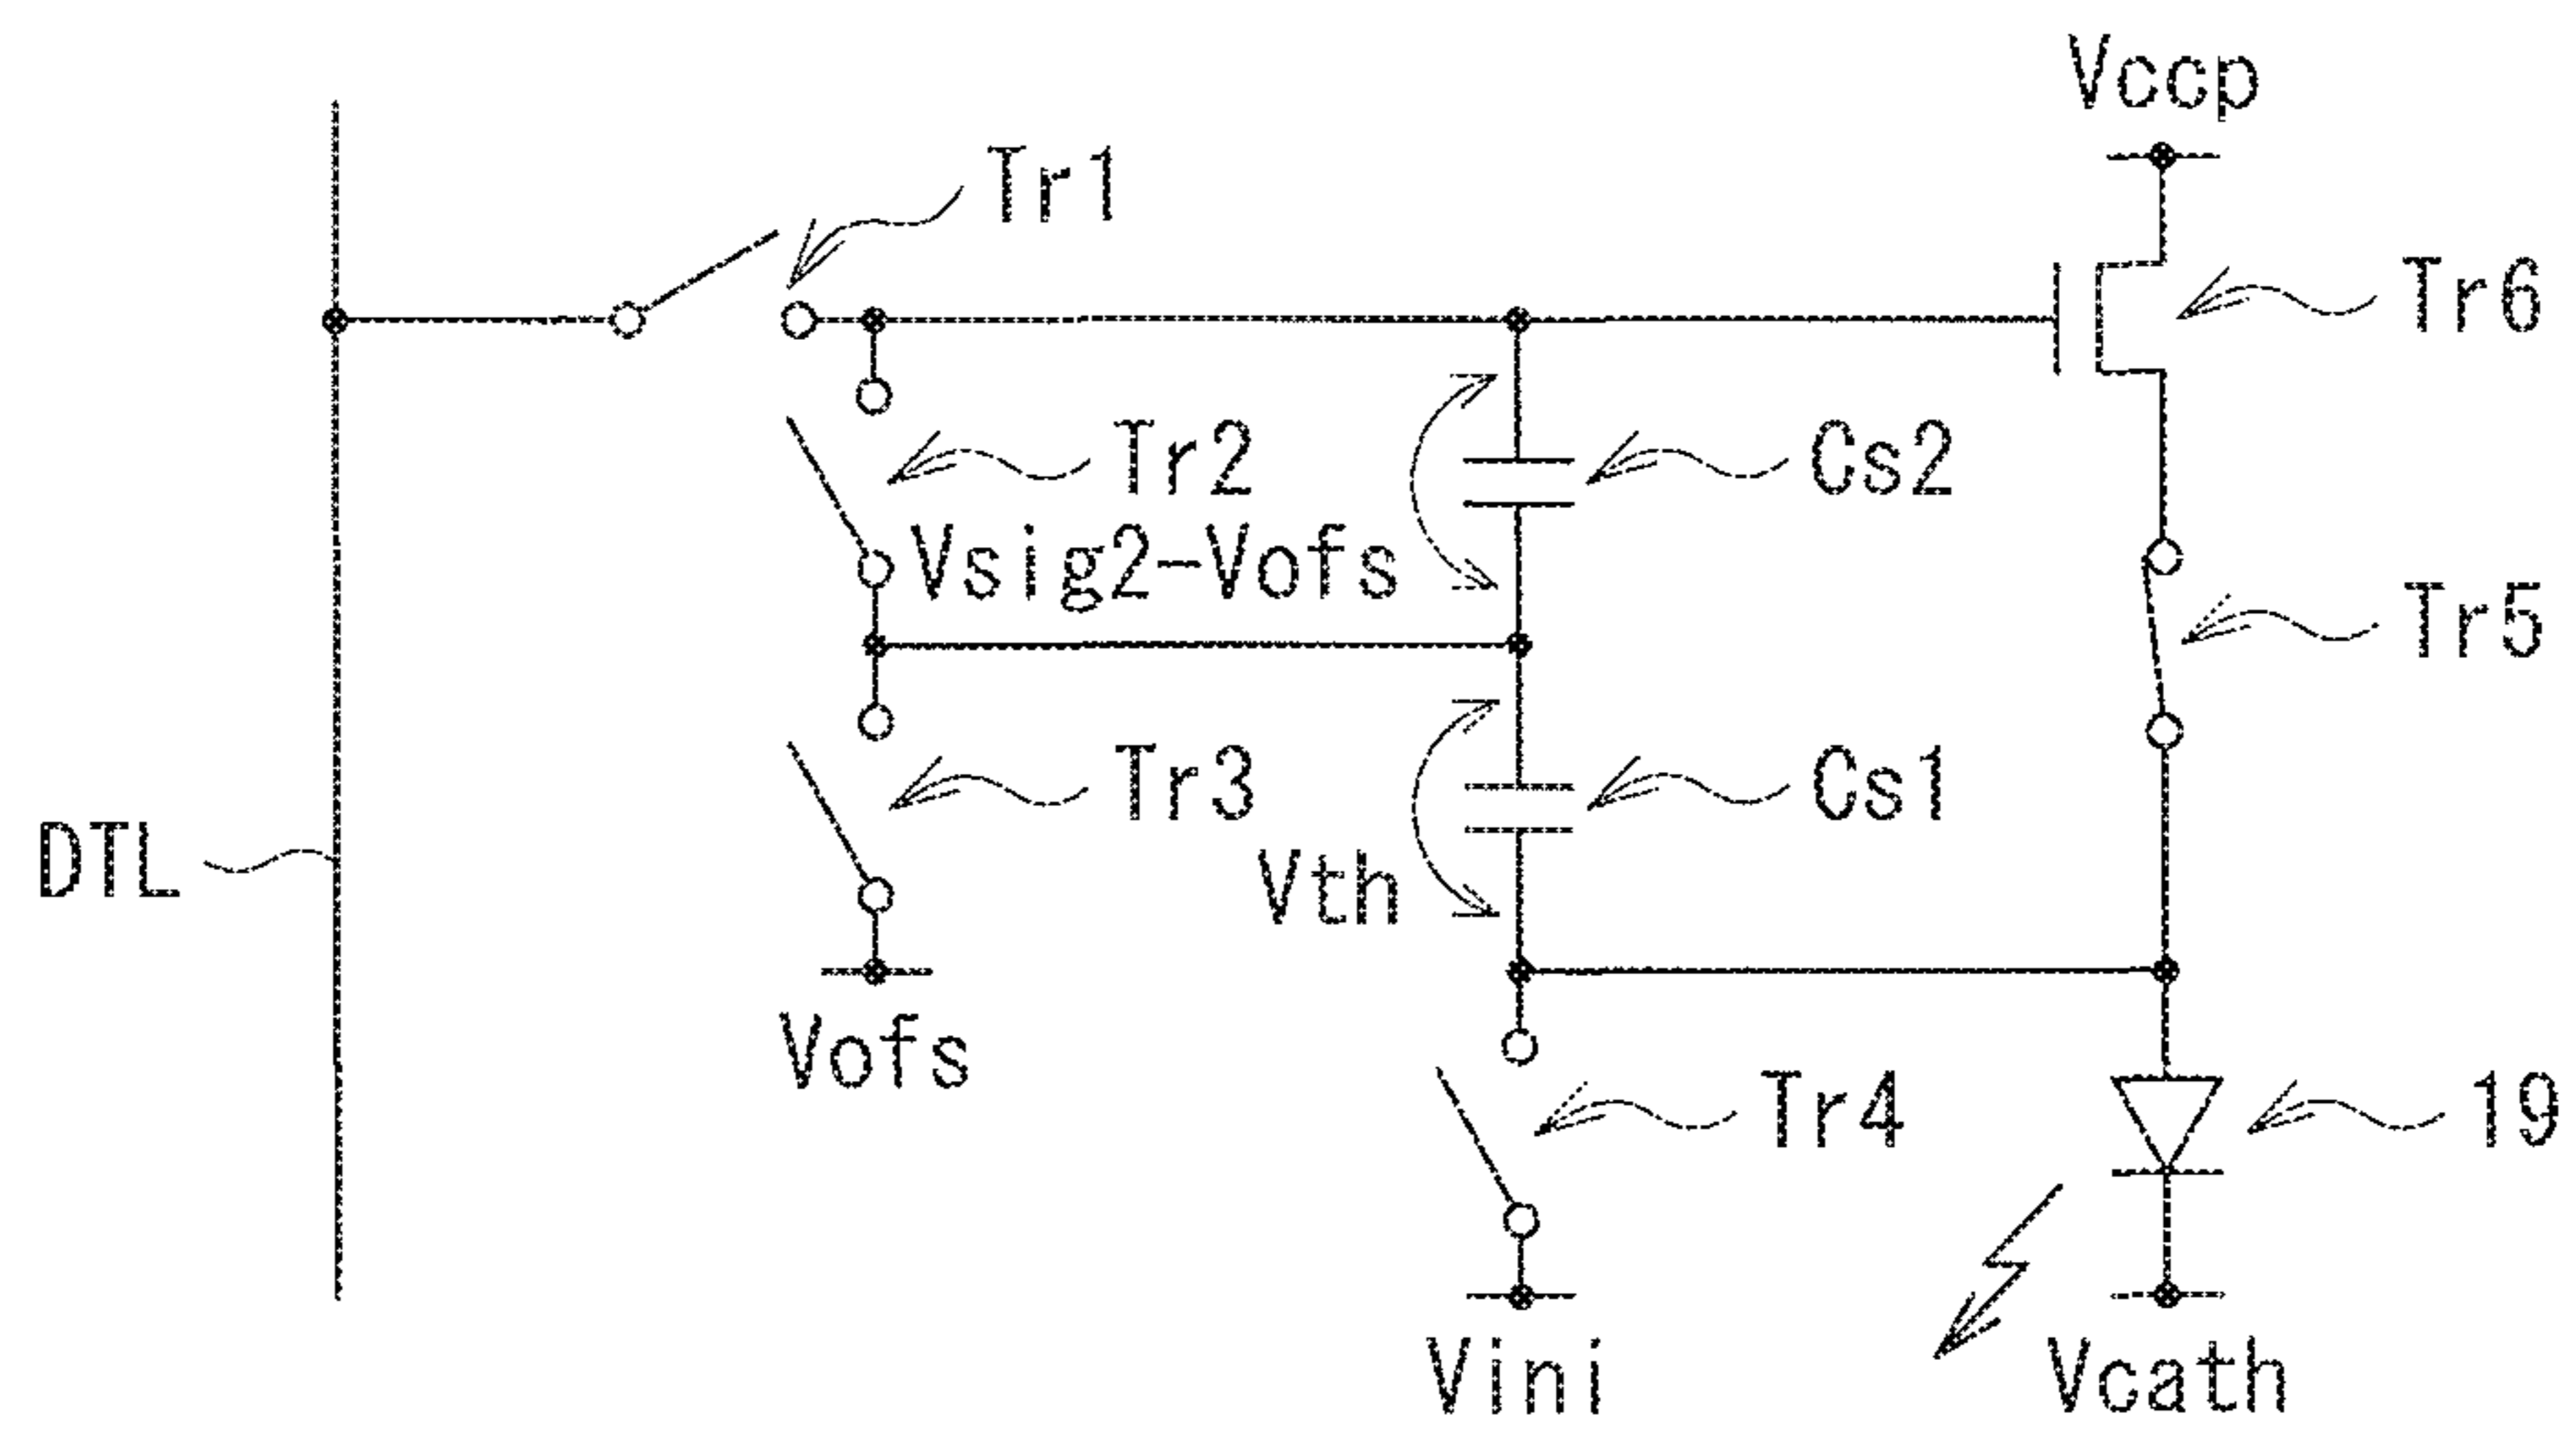 Vccp
Tr1
Tr6
Tr2
Cs2
Vsig2-Vofs
Tr5
Tr3
Cs1
DTL
Vth
Vofs
Tr4
19
Vini
Vcath